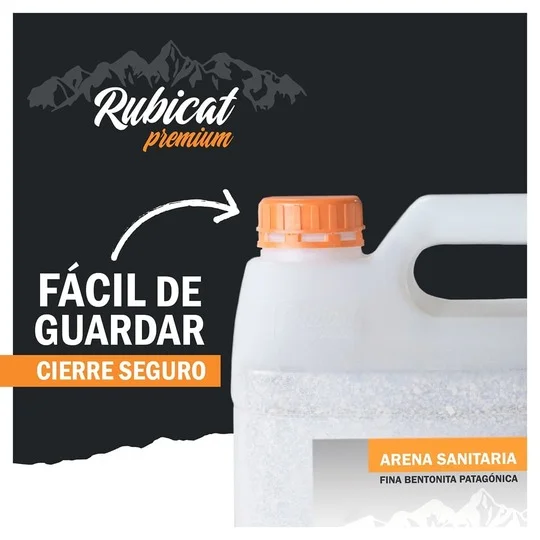 Rubicat
premium
FÁCIL DE
GUARDAR
CIERRE SEGURO
ARENA SANITARIA
FINA BENTONITA PATAGÓNICA